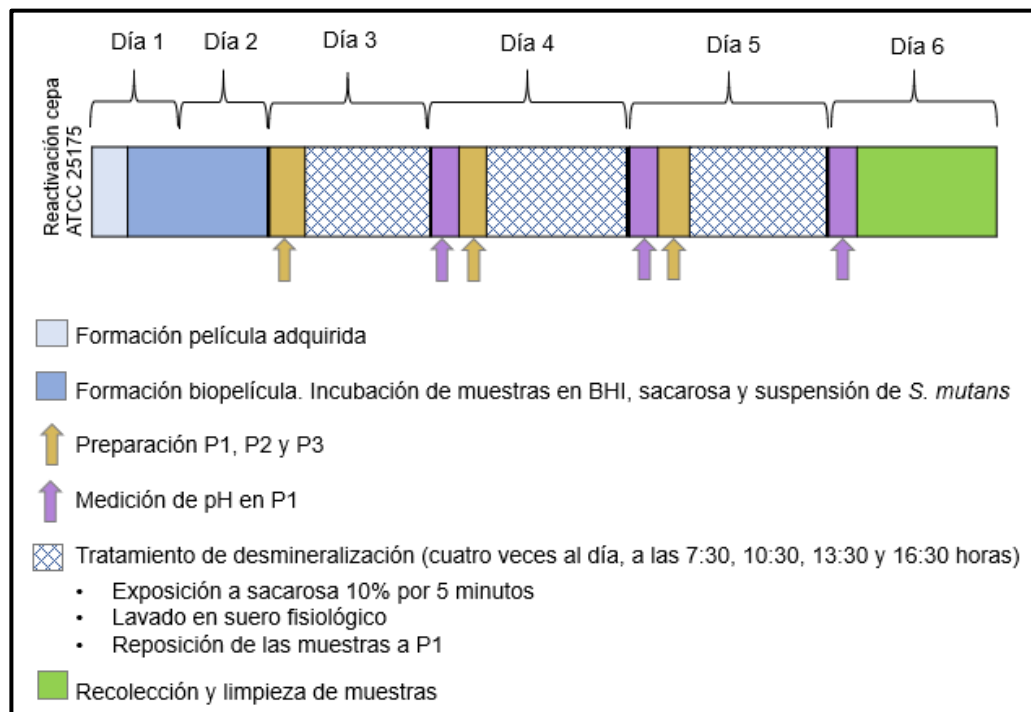 Día 1
Día 2
Día 3
Día 4
Día 5
Día 6
Reactivación cepa
ATCC 25175
Formación película adquirida
Formación biopelícula. Incubación de muestras en BHI, sacarosa y suspensión de S. mutans
Preparación P1, P2 y P3
Medición de pH en P1
Tratamiento de desmineralización (cuatro veces al día, a las 7:30, 10:30, 13:30 y 16:30 horas)
• Exposición a sacarosa 10% por 5 minutos
• Lavado en suero fisiológico
• Reposición de las muestras a P1
Recolección y limpieza de muestras